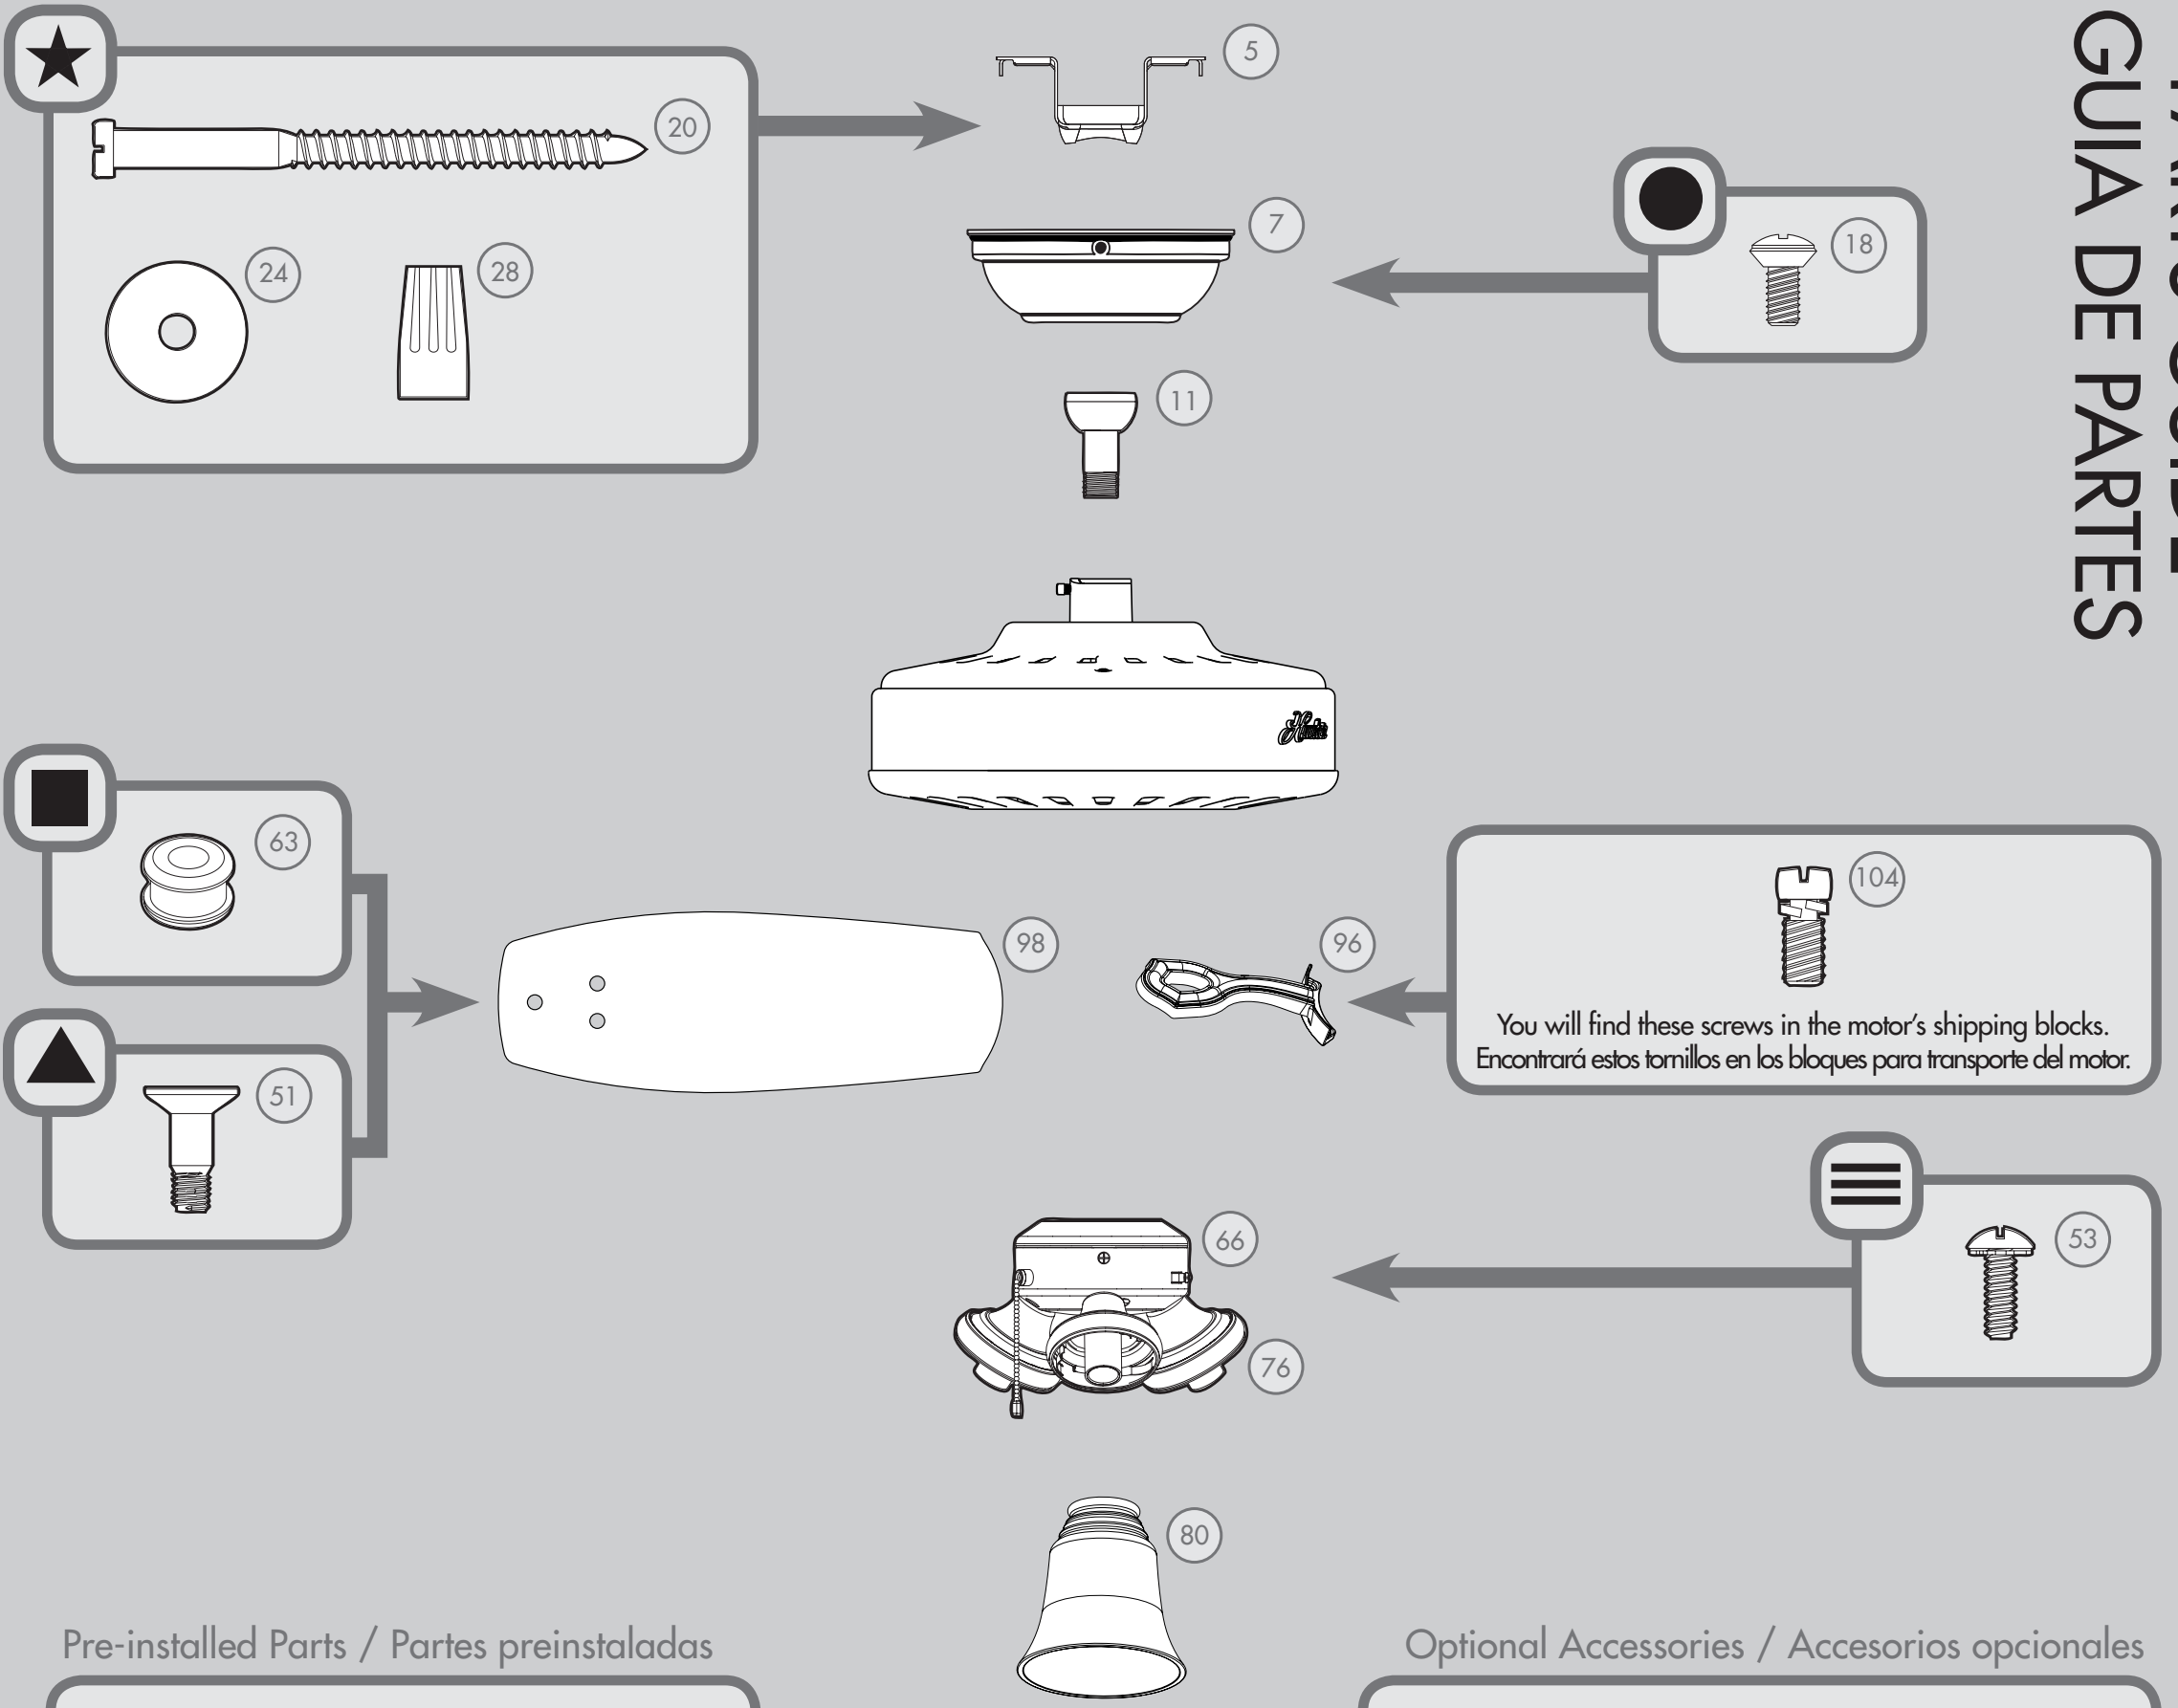 GUIA DE PARTES
5
20
7
18
24
28
11
Hunter
63
98
96
104
You will find these screws in the motor's shipping blocks.
Encontrará estos tornillos en los bloques para transporte del motor.
51
66
53
76
80
Pre-installed Parts / Partes preinstaladas
Optional Accessories / Accesorios opcionales